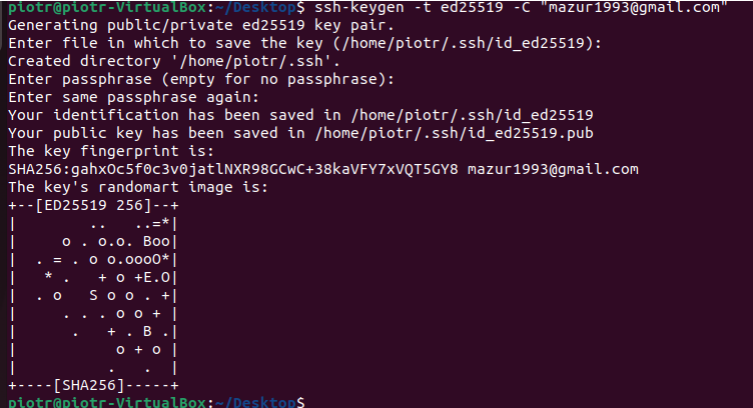 piotr@piotr-VirtualBox:~/Desktop$ ssh-keygen -t ed25519 -C "mazur1993@gmail.com"
Generating public/private ed25519 key pair.
Enter file in which to save the key (/home/piotr/.ssh/id_ed25519):
Created directory '/home/piotr/.ssh'.
Enter passphrase (empty for no passphrase):
Enter same passphrase again:
Your identification has been saved in /home/piotr/.ssh/id_ed25519
Your public key has been saved in /home/piotr/.ssh/id_ed25519.pub
The key fingerprint is:
SHA256:gahxOc5f0c3v0jatlNXR98GCwC+38kaVFY7xVQT5GY8 mazur1993@gmail.com
The key's randomart image is:
+--[ED25519 256]--+
|         ..   ..=*|
|      o . o.o. Boo|
|   . = . o o.oooO*|
|    * .   + o +E.O|
|   . o   S o o . +|
|      . . . o o + |
|       .   + . B .|
|            o + o |
|           .   .  |
+----[SHA256]-----+
piotr@piotr-VirtualBox:~/Desktop$